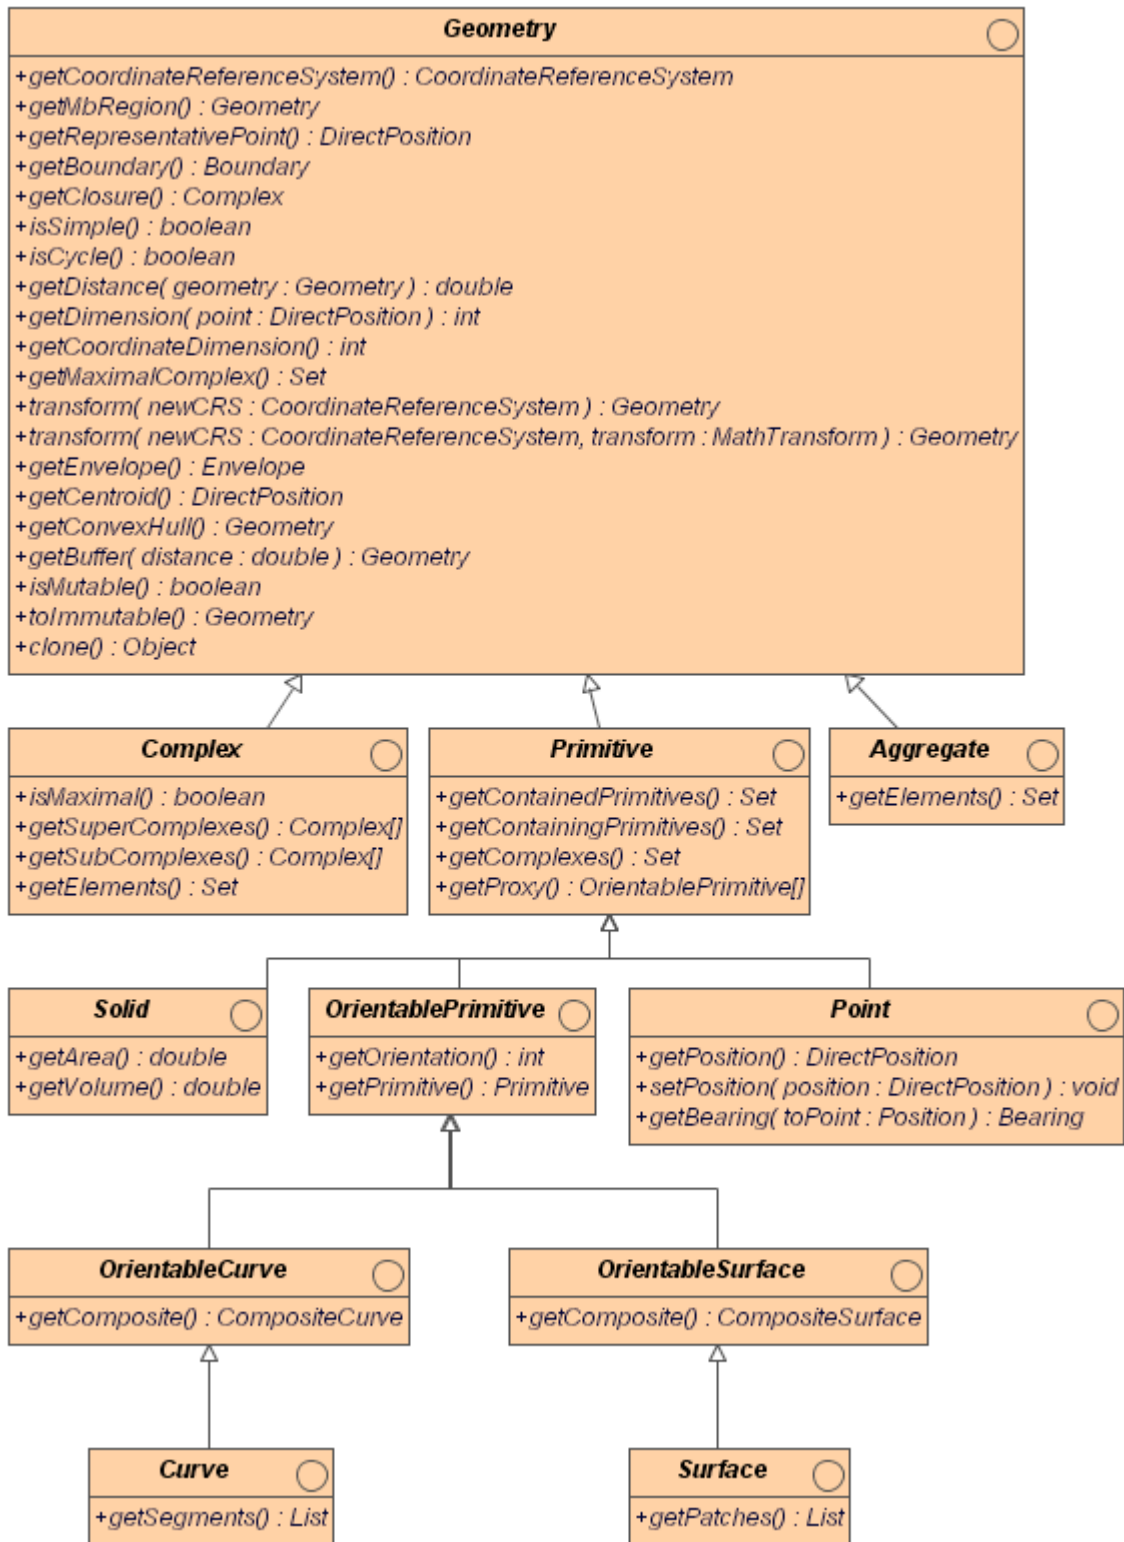 Geometry
+getCoordinateReferenceSystem() : CoordinateReferenceSystem
+getMbRegion() : Geometry
+getRepresentativePoint() : DirectPosition
+getBoundary() : Boundary
+getClosure() : Complex
+isSimple() : boolean
+isCycle() : boolean
+getDistance( geometry : Geometry ) : double
+getDimension( point : DirectPosition ) : int
+getCoordinateDimension() : int
+getMaximalComplex() : Set
+transform( newCRS : CoordinateReferenceSystem ) : Geometry
+transform( newCRS : CoordinateReferenceSystem, transform : MathTransform ) : Geometry
+getEnvelope() : Envelope
+getCentroid() : DirectPosition
+getConvexHull() : Geometry
+getBuffer( distance : double ) : Geometry
+isMutable() : boolean
+toImmutable() : Geometry
+clone() : Object
Complex
+isMaximal() : boolean
+getSuperComplexes() : Complex[]
+getSubComplexes() : Complex[]
+getElements() : Set
Primitive
+getContainedPrimitives() : Set
+getContainingPrimitives() : Set
+getComplexes() : Set
+getProxy() : OrientablePrimitive[]
Aggregate
+getElements() : Set
Solid
+getArea() : double
+getVolume() : double
OrientablePrimitive
+getOrientation() : int
+getPrimitive() : Primitive
Point
+getPosition() : DirectPosition
+setPosition( position : DirectPosition ) : void
+getBearing( toPoint : Position ) : Bearing
OrientableCurve
+getComposite() : CompositeCurve
OrientableSurface
+getComposite() : CompositeSurface
Curve
+getSegments() : List
Surface
+getPatches() : List